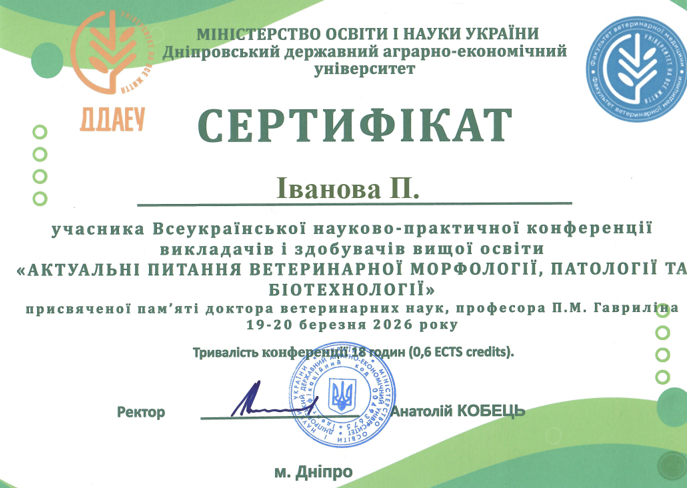 МІНІСТЕРСТВО ОСВІТИ І НАУКИ УКРАЇНИ
Дніпровський державний аграрно-економічний
університет
ДДАЕУ
СЕРТИФІКАТ
Іванова П.
учасника Всеукраїнської науково-практичної конференції
викладачів і здобувачів вищої освіти
«АКТУАЛЬНІ ПИТАННЯ ВЕТЕРИНАРНОЇ МОРФОЛОГІЇ, ПАТОЛОГІЇ ТА
БІОТЕХНОЛОГІЇ»
присвяченої пам’яті доктора ветеринарних наук, професора П.М. Гавриліна
19-20 березня 2026 року
Тривалість конференції 18 годин (0,6 ECTS credits).
Ректор
Анатолій КОБЕЦЬ
м. Дніпро